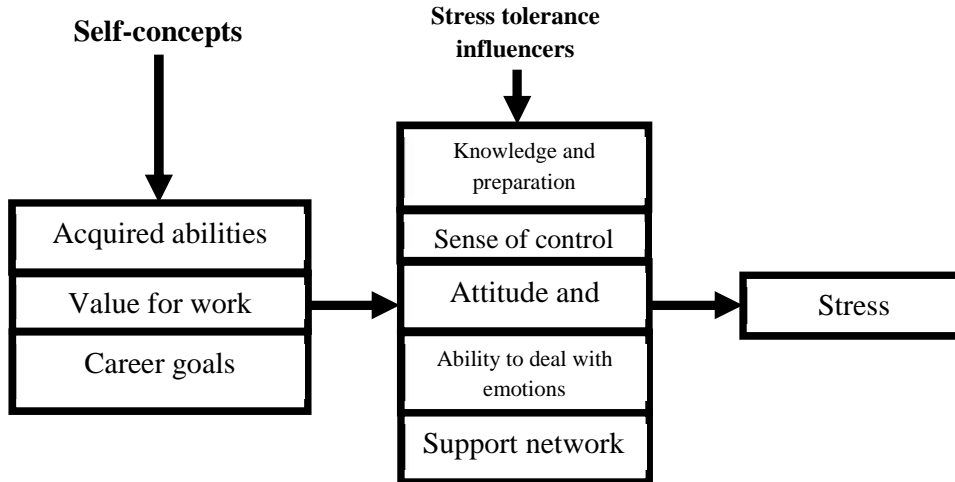 Self-concepts
Stress tolerance
influencers
Acquired abilities
Value for work
Career goals
Knowledge and
preparation
Sense of control
Attitude and
Ability to deal with
emotions
Support network
Stress